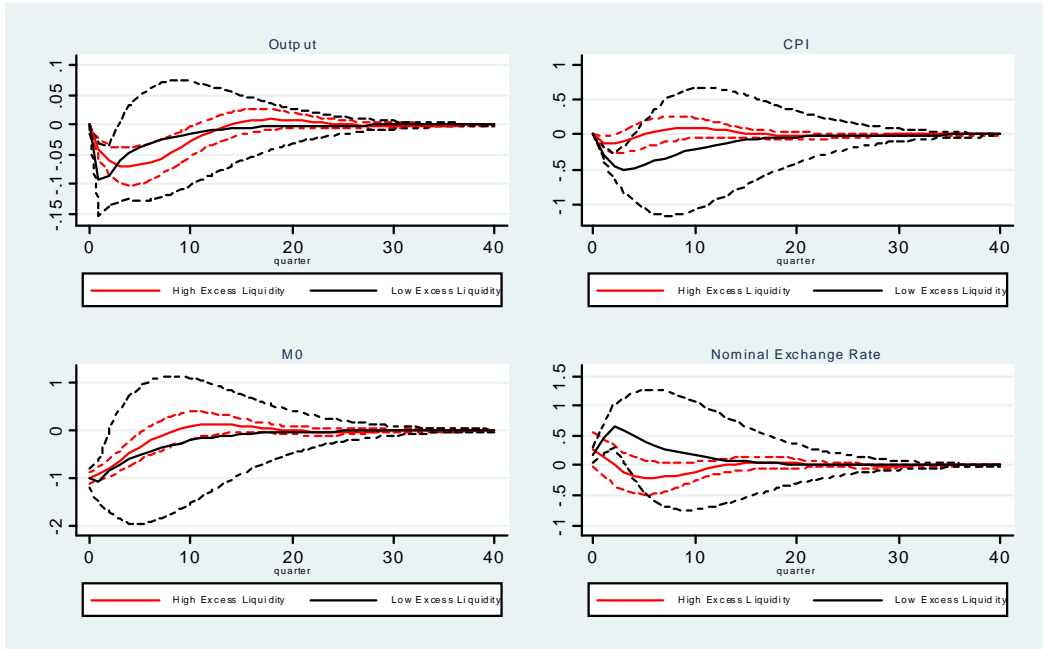 Output
.1
.05
0
-.05
-.1
-.15
0 10 20 30 40
quarter
High Excess Liquidity Low Excess Liquidity
CPI
1
.5
0
-.5
-1
0 10 20 30 40
quarter
High Excess Liquidity Low Excess Liquidity
M0
1
0
-1
-2
0 10 20 30 40
quarter
High Excess Liquidity Low Excess Liquidity
Nominal Exchange Rate
1.5
1
.5
0
-.5
-1
0 10 20 30 40
quarter
High Excess Liquidity Low Excess Liquidity